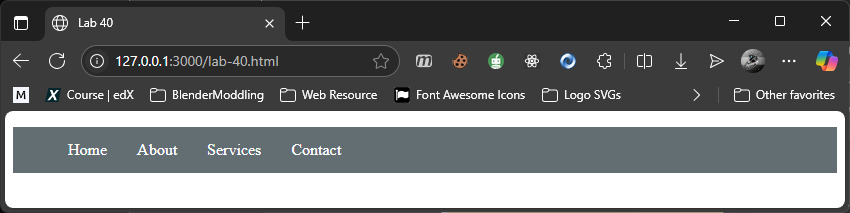 Lab 40
127.0.0.1:3000/lab-40.html
M Course | edX BlenderModdling Web Resource Font Awesome Icons Logo SVGs Other favorites
Home About Services Contact